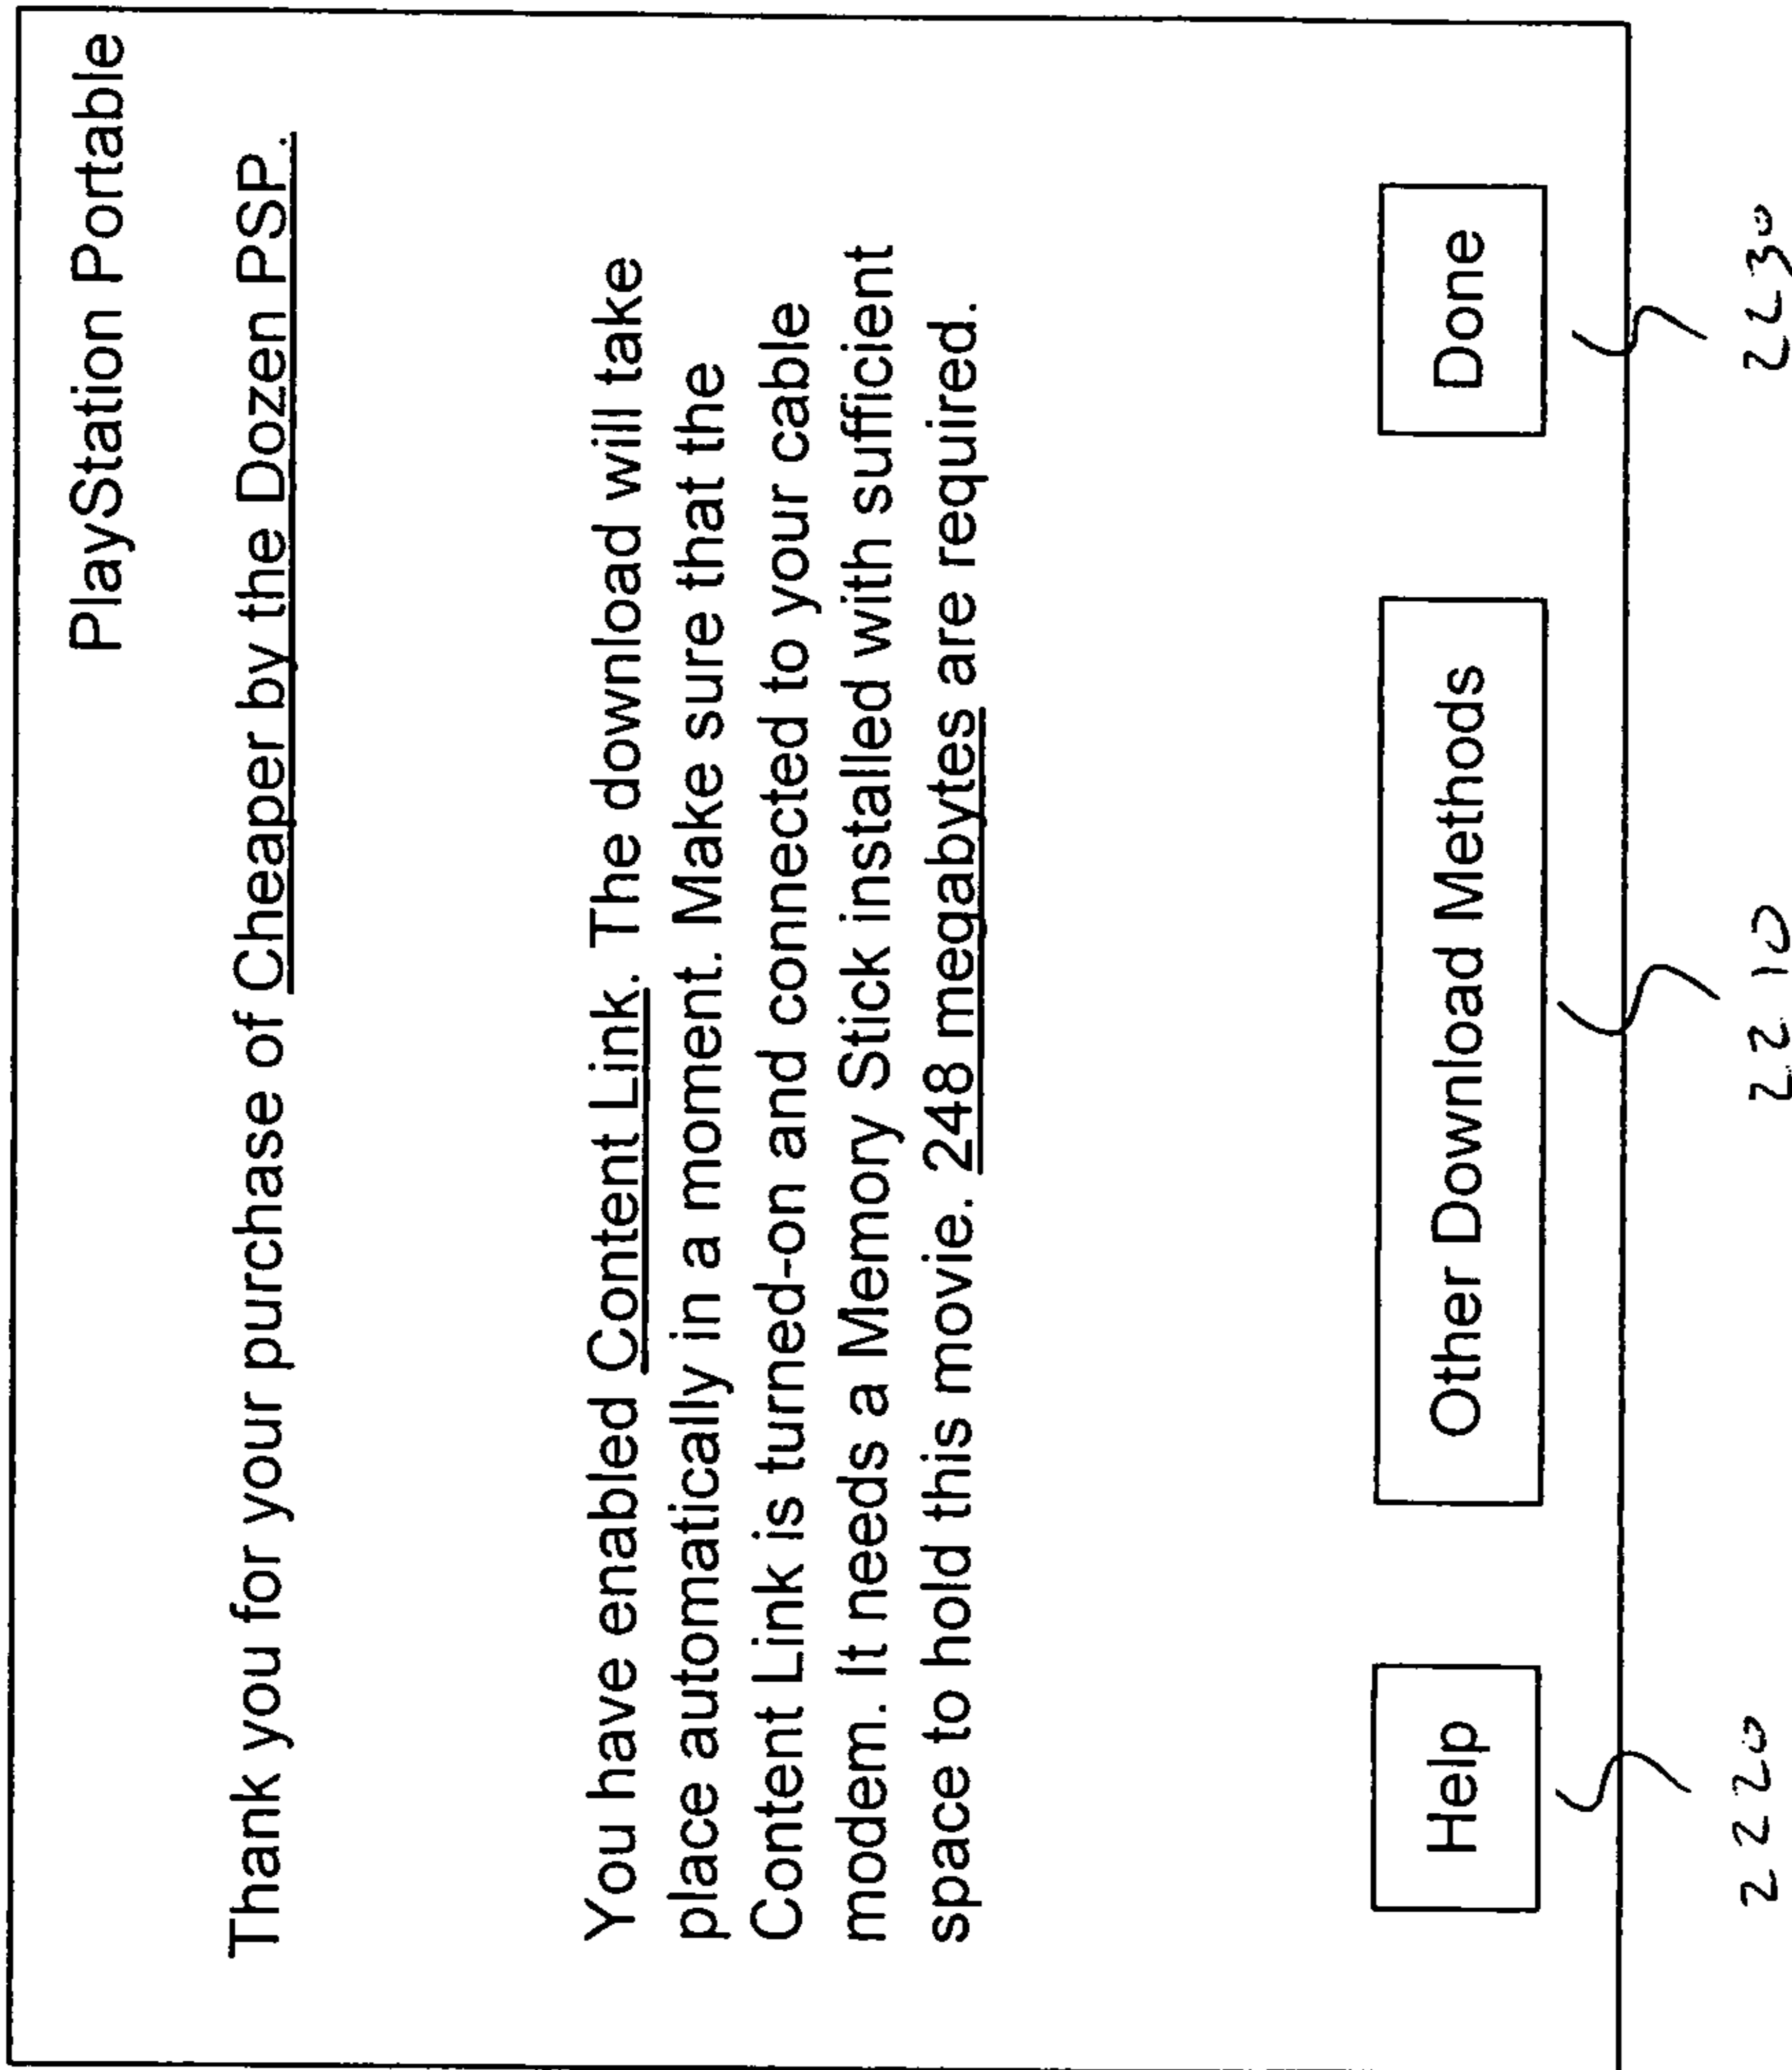 PlayStation Portable
Thank you for your purchase of Cheaper by the Dozen PSP.
You have enabled Content Link. The download will take
place automatically in a moment. Make sure that the
Content Link is turned-on and connected to your cable
modem. It needs a Memory Stick installed with sufficient
space to hold this movie. 248 megabytes are required.
Help
Other Download Methods
Done
2220
2210
2230